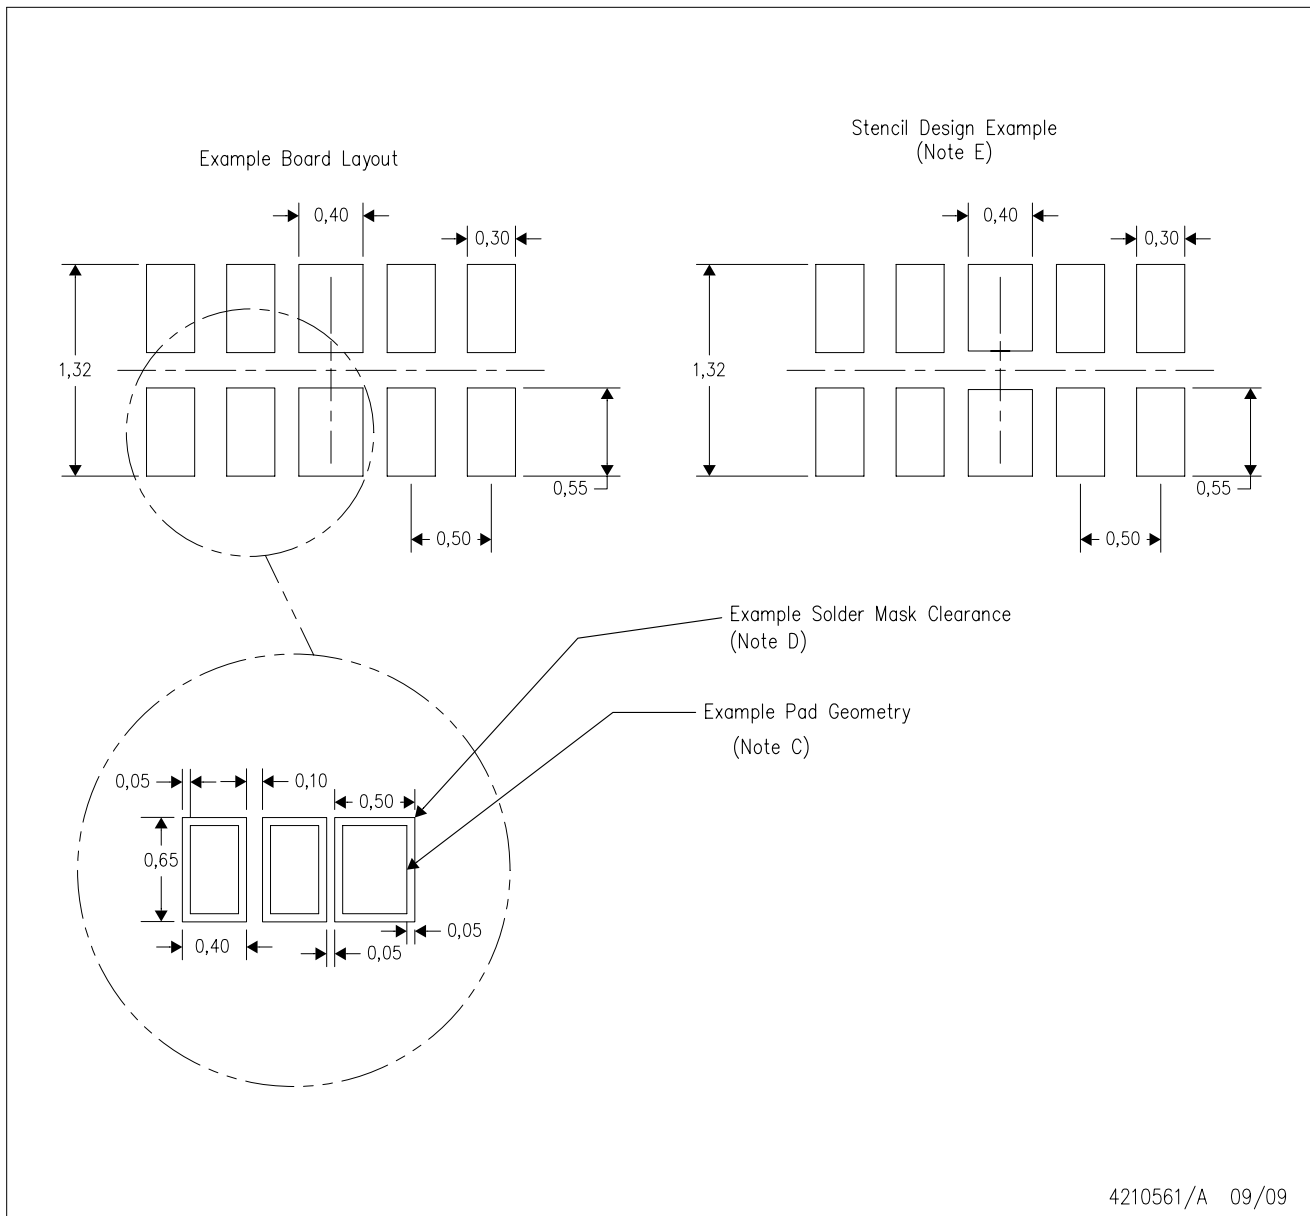 Stencil Design Example
(Note E)
Example Board Layout
0,40
0,30
0,40
0,30
1,32
1,32
0,55
0,55
0,50
0,50
Example Solder Mask Clearance
(Note D)
Example Pad Geometry
(Note C)
0,05
0,10
0,50
0,65
0,40
0,05
0,05
4210561/A 09/09